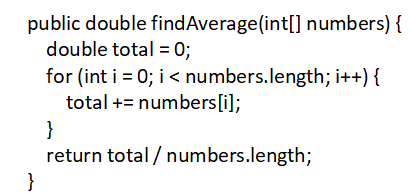 public double findAverage(int[] numbers) {
double total = 0;
for (int i = 0; i < numbers.length; i++) {
total += numbers[i];
}
return total / numbers.length;
}